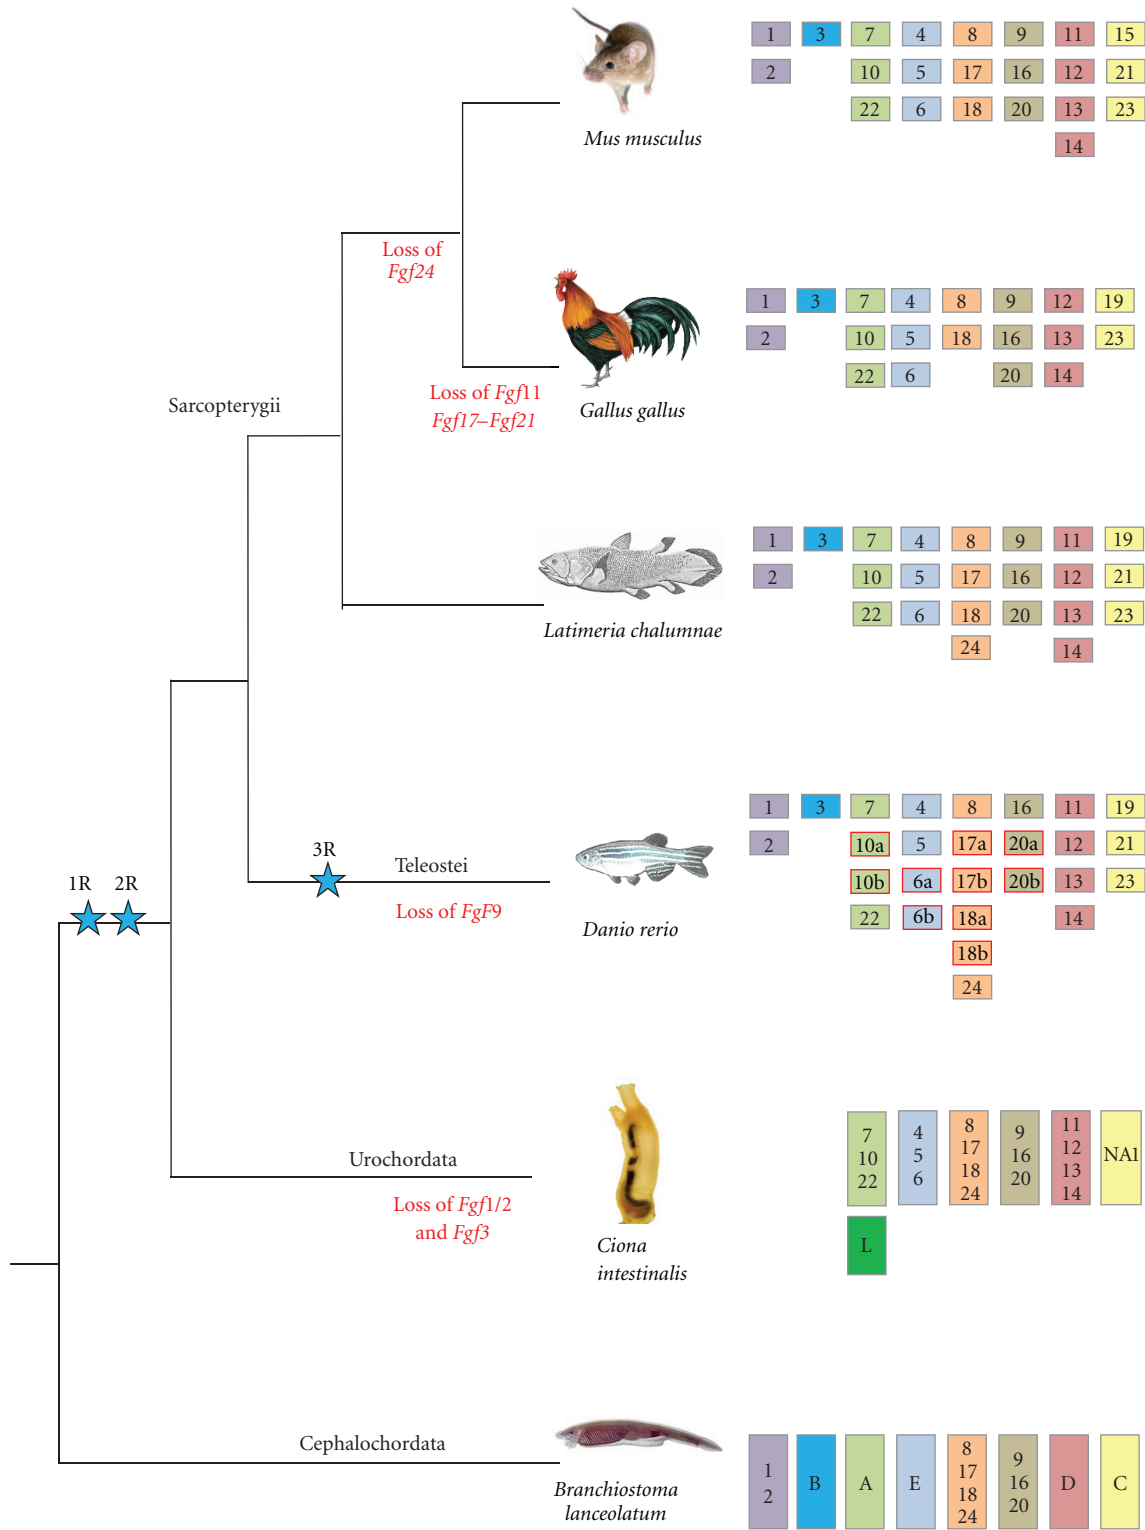 1 3 7 4 8 9 11 15
2 10 5 17 16 12 21
22 6 18 20 13 23
14
Mus musculus
Loss of
Fgf24
1 3 7 4 8 9 12 19
2 10 5 18 16 13 23
22 6 20 14
Loss of Fgf11
Fgf17–Fgf21
Gallus gallus
Sarcopterygii
1 3 7 4 8 9 11 19
2 10 5 17 16 12 21
22 6 18 20 13 23
24 14
Latimeria chalumnae
1 3 7 4 8 16 11 19
2 10a 5 17a 20a 12 21
10b 6a 17b 20b 13 23
22 6b 18a 14
18b
24
3R
Teleostei
1R 2R
Loss of FgF9
Danio rerio
7
10
22
4
5
6
8
17
18
24
9
16
20
11
12
13
14
NA1
L
Urochordata
Loss of Fgf1/2
and Fgf3
Ciona
intestinalis
Cephalochordata
Branchiostoma
lanceolatum
1
2
B
A
E
8
17
18
24
9
16
20
D
C